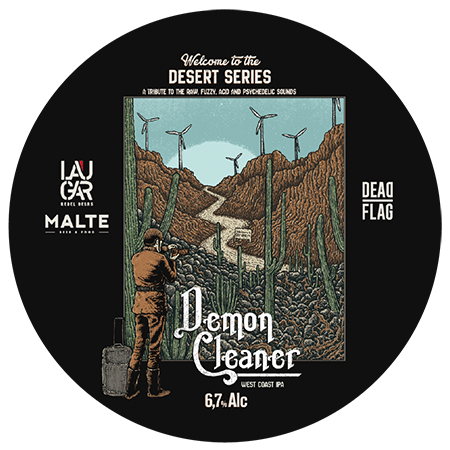 Welcome to the
DESERT SERIES
A TRIBUTE TO THE RAW, FUZZY, ACID AND PSYCHEDELIC SOUNDS
LAUGAR
REBEL BEERS
MALTE
BEER & FOOD
DEAD
FLAG
Demon
Cleaner
WEST COAST IPA
6,7% Alc